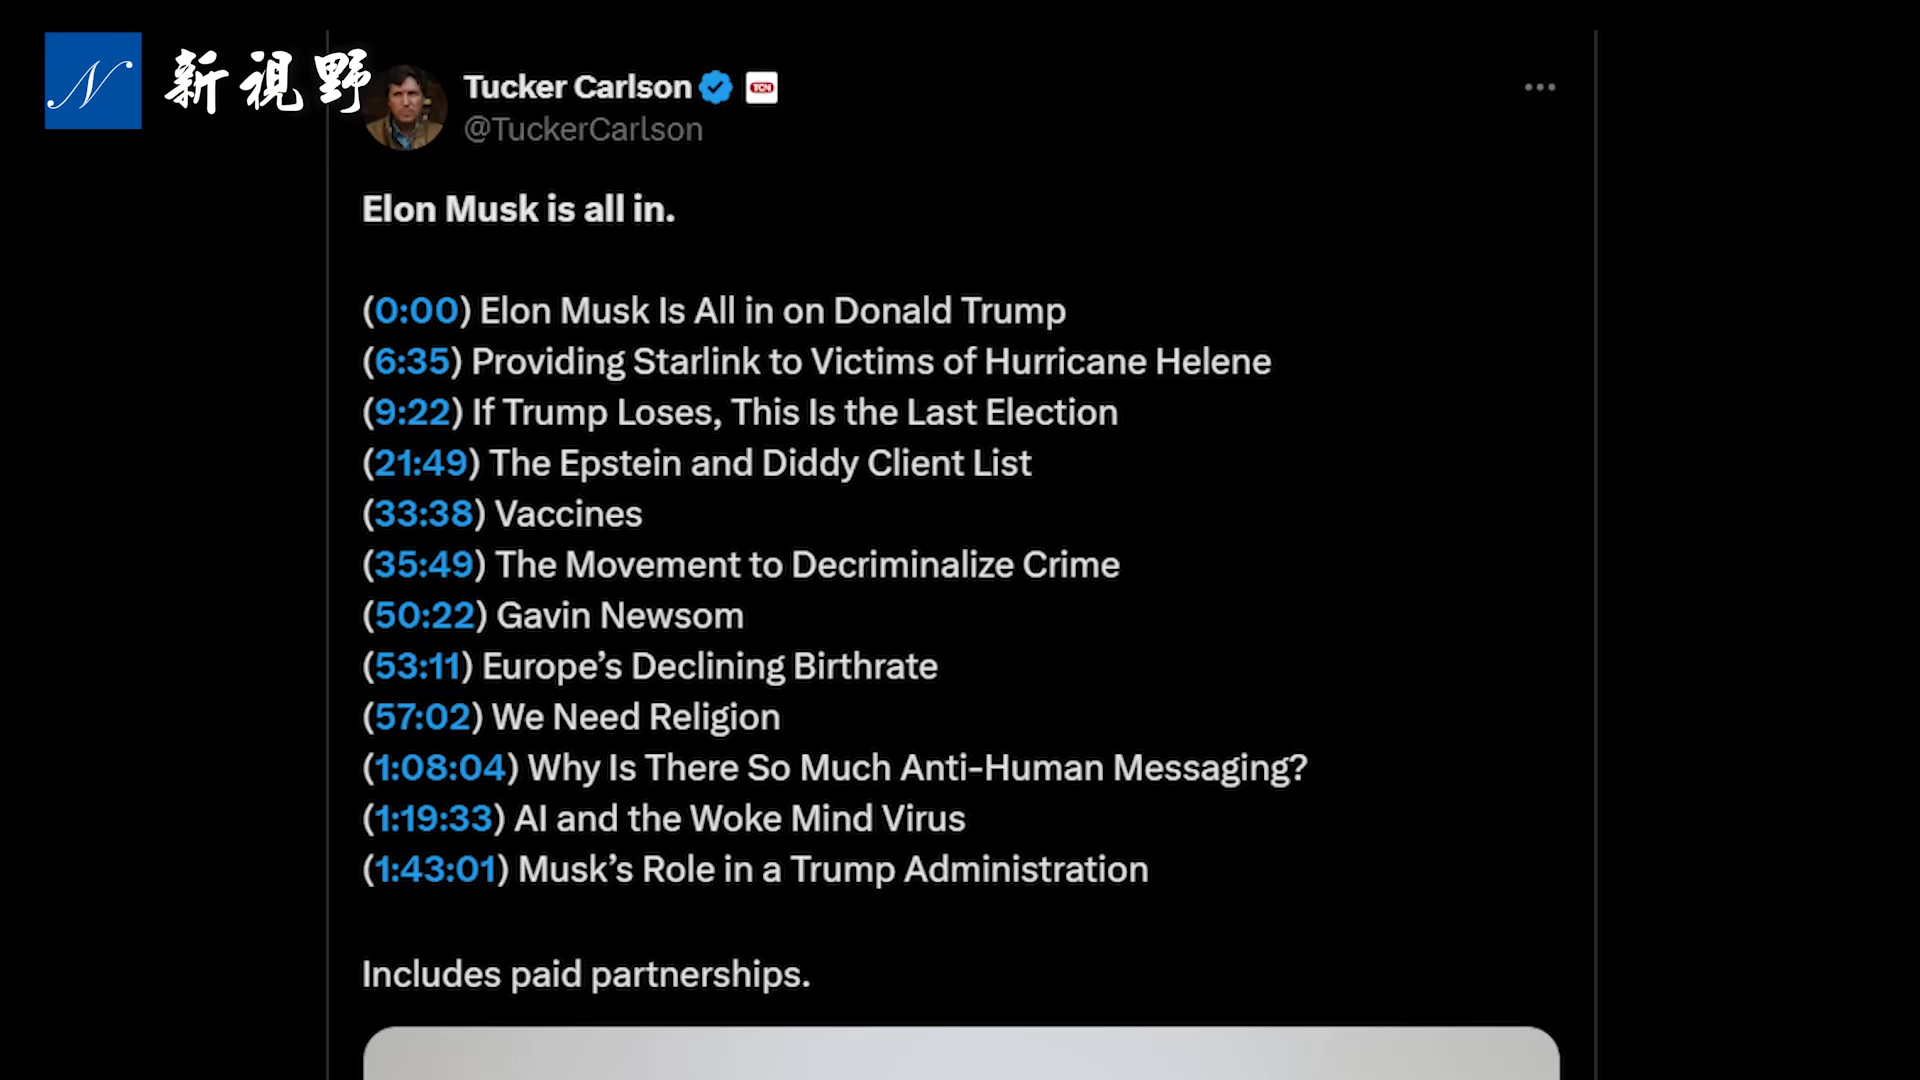 N 新視野
Tucker Carlson TCN
@TuckerCarlson
Elon Musk is all in.
(0:00) Elon Musk Is All in on Donald Trump
(6:35) Providing Starlink to Victims of Hurricane Helene
(9:22) If Trump Loses, This Is the Last Election
(21:49) The Epstein and Diddy Client List
(33:38) Vaccines
(35:49) The Movement to Decriminalize Crime
(50:22) Gavin Newsom
(53:11) Europe’s Declining Birthrate
(57:02) We Need Religion
(1:08:04) Why Is There So Much Anti-Human Messaging?
(1:19:33) AI and the Woke Mind Virus
(1:43:01) Musk’s Role in a Trump Administration
Includes paid partnerships.